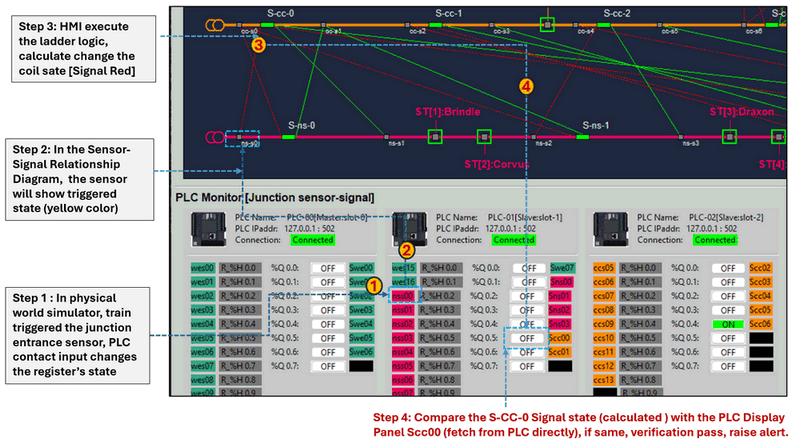 Step 3: HMI execute
the ladder logic,
calculate change the
coil sate [Signal Red]
S-cc-0
S-cc-1
S-cc-2
S-c
cc-s0
cc-s1
cc-s2
cc-s3
cc-s4
cc-s5
cc-s6
3
4
S-ns-0
S-ns-1
ST[1]:Brindle
ST[3]:Draxon
ns-s0
ns-s1
ns-s2
ns-s3
ST[2]:Corvus
ST[4]
Step 2: In the Sensor-
Signal Relationship
Diagram, the sensor
will show triggered
state (yellow color)
PLC Monitor [Junction sensor-signal]
PLC Name: PLC-00[Master:slot-0]
PLC IPaddr: 127.0.0.1 : 502
Connection: Connected
PLC Name: PLC-01[Slave:slot-1]
PLC IPaddr: 127.0.0.1 : 502
Connection: Connected
PLC Name: PLC-02[Slave:slot-2]
PLC IPaddr: 127.0.0.1 : 502
Connection: Connected
2
1
wes00 R_%H 0.0 %Q 0.0: OFF Swe00
wes01 R_%H 0.1 %Q 0.1: OFF Swe01
wes02 R_%H 0.2 %Q 0.2: OFF Swe02
wes03 R_%H 0.3 %Q 0.3: OFF Swe03
wes04 R_%H 0.4 %Q 0.4: OFF Swe04
wes05 R_%H 0.5 %Q 0.5: OFF Swe05
wes06 R_%H 0.6 %Q 0.6: OFF Swe06
wes07 R_%H 0.7 %Q 0.7: OFF
wes08 R_%H 0.8
wes09 R_%H 0.9
wes15 R_%H 0.0 %Q 0.0: OFF Swe07
wes16 R_%H 0.1 %Q 0.1: OFF Sns00
nss00 R_%H 0.2 %Q 0.2: OFF Sns01
nss01 R_%H 0.3 %Q 0.3: OFF Sns02
nss02 R_%H 0.4 %Q 0.4: OFF Sns03
nss03 R_%H 0.5 %Q 0.5: OFF Scc00
nss04 R_%H 0.6 %Q 0.6: OFF Scc01
nss05 R_%H 0.7 %Q 0.7: OFF
R_%H 0.8
R_%H 0.9
ccs05 R_%H 0.0 %Q 0.0: OFF Scc02
ccs06 R_%H 0.1 %Q 0.1: OFF Scc03
ccs07 R_%H 0.2 %Q 0.2: OFF Scc04
ccs08 R_%H 0.3 %Q 0.3: OFF Scc05
ccs09 R_%H 0.4 %Q 0.4: ON Scc06
ccs10 R_%H 0.5 %Q 0.5: OFF
ccs11 R_%H 0.6 %Q 0.6: OFF
ccs12 R_%H 0.7 %Q 0.7: OFF
ccs13 R_%H 0.8
R_%H 0.9
Step 1 : In physical
world simulator, train
triggered the junction
entrance sensor, PLC
contact input changes
the register's state
Step 4: Compare the S-CC-0 Signal state (calculated ) with the PLC Display
Panel Scc00 (fetch from PLC directly), if same, verification pass, raise alert.